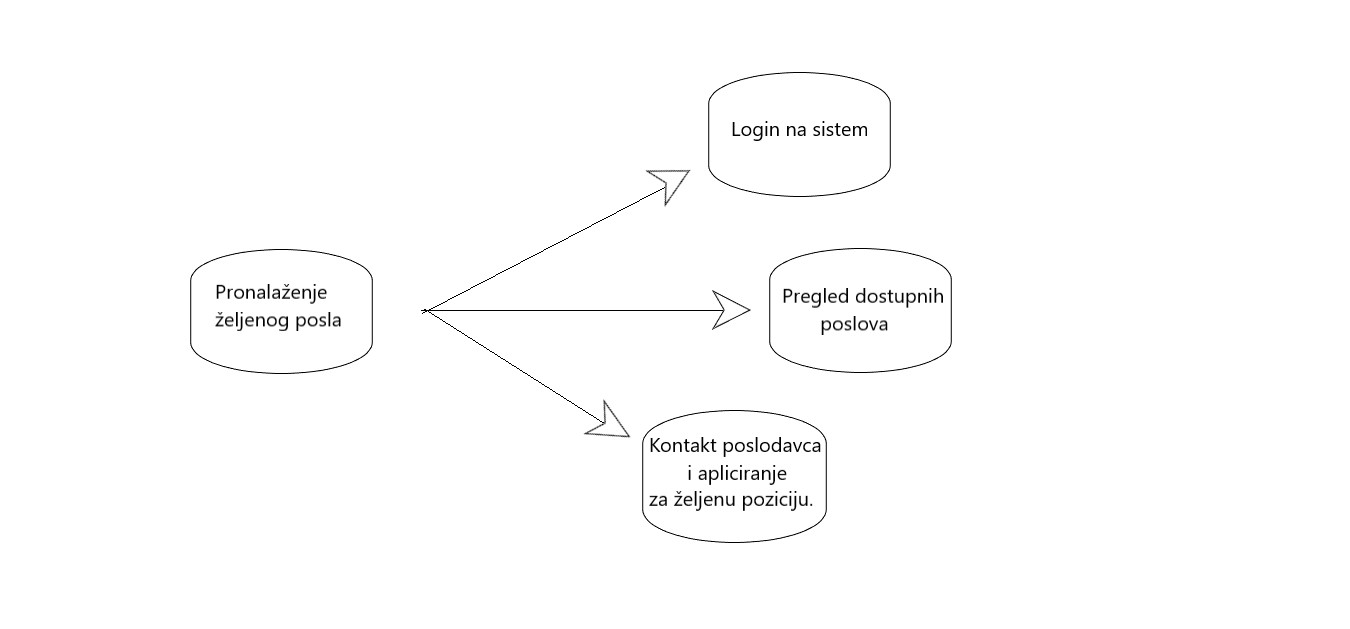 Pronalaženje
željenog posla
Login na sistem
Pregled dostupnih
poslova
Kontakt poslodavca
i apliciranje
za željenu poziciju.